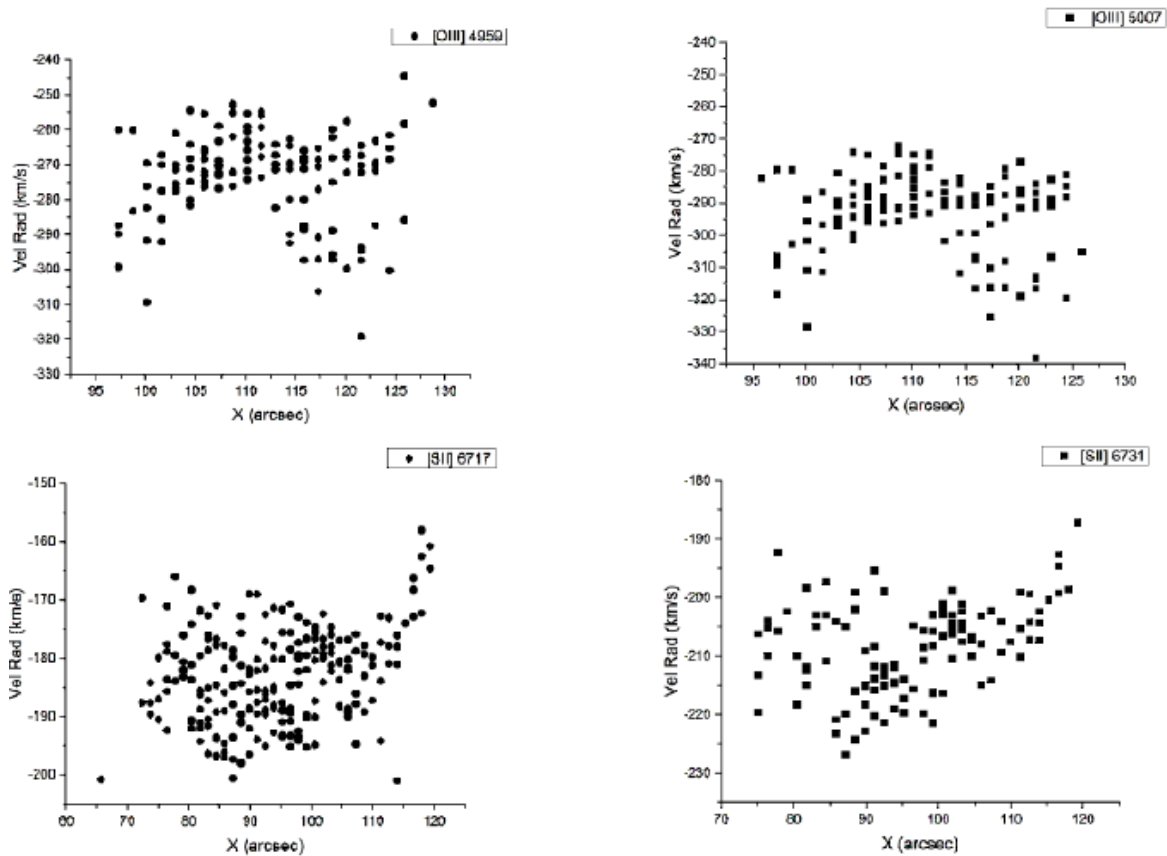 [OIII] 4959
-240
-250
-260
-270
-280
-290
-300
-310
-320
-330
Vel Rad (km/s)
95 100 105 110 115 120 125 130
X (arcsec)
[OIII] 5007
-240
-250
-260
-270
-280
-290
-300
-310
-320
-330
-340
Vel Rad (km/s)
95 100 105 110 115 120 125 130
X (arcsec)
[SII] 6717
-150
-160
-170
-180
-190
-200
Vel Rad (km/s)
60 70 80 90 100 110 120
X (arcsec)
[SII] 6731
-180
-190
-200
-210
-220
-230
Vel Rad (km/s)
70 80 90 100 110 120
X (arcsec)